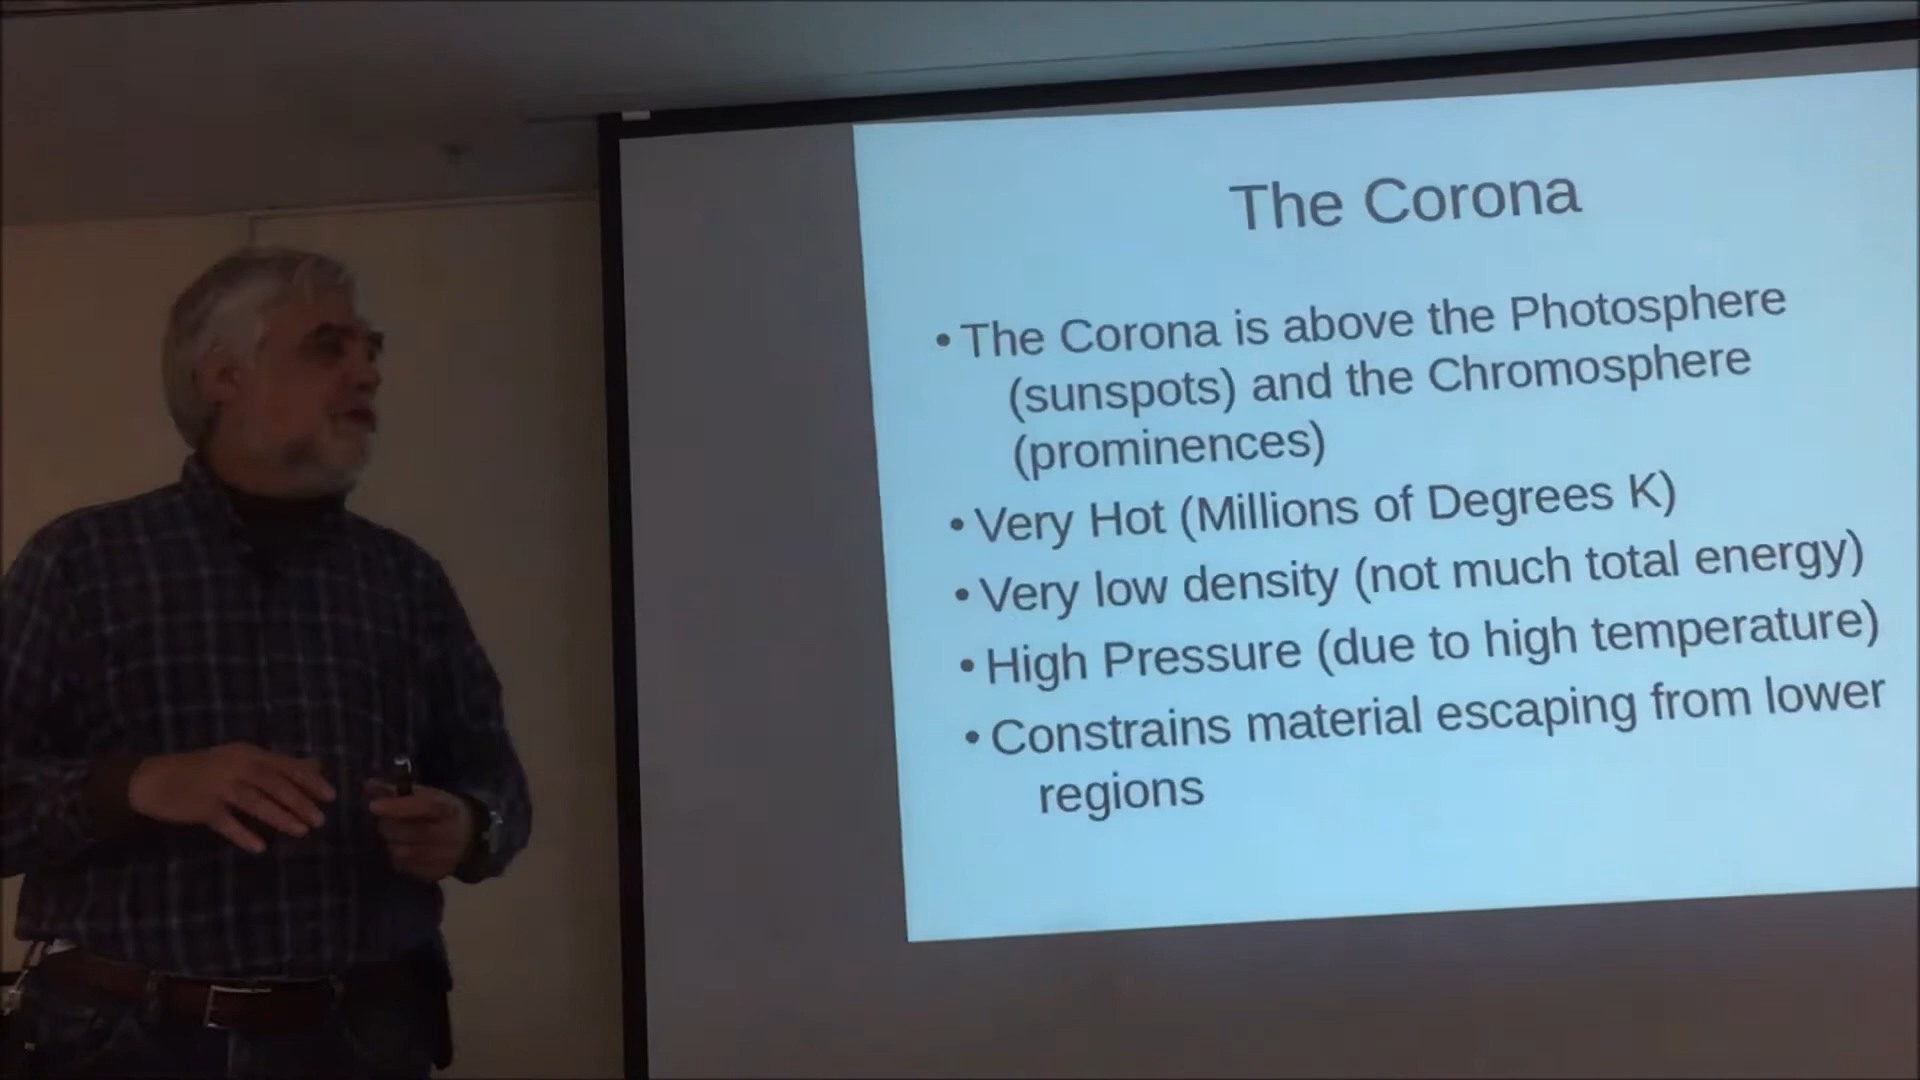 The Corona
• The Corona is above the Photosphere
(sunspots) and the Chromosphere
(prominences)
• Very Hot (Millions of Degrees K)
• Very low density (not much total energy)
• High Pressure (due to high temperature)
• Constrains material escaping from lower
regions